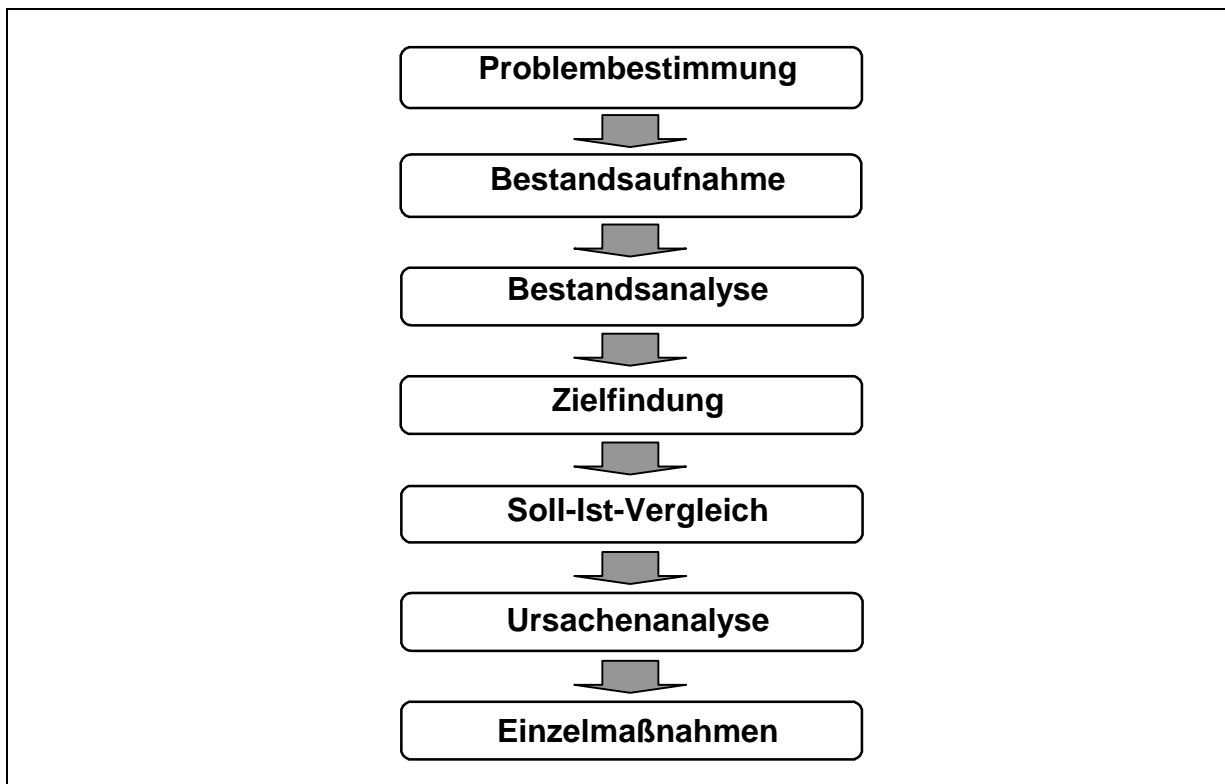 Problembestimmung
Bestandsaufnahme
Bestandsanalyse
Zielfindung
Soll-Ist-Vergleich
Ursachenanalyse
Einzelmaßnahmen